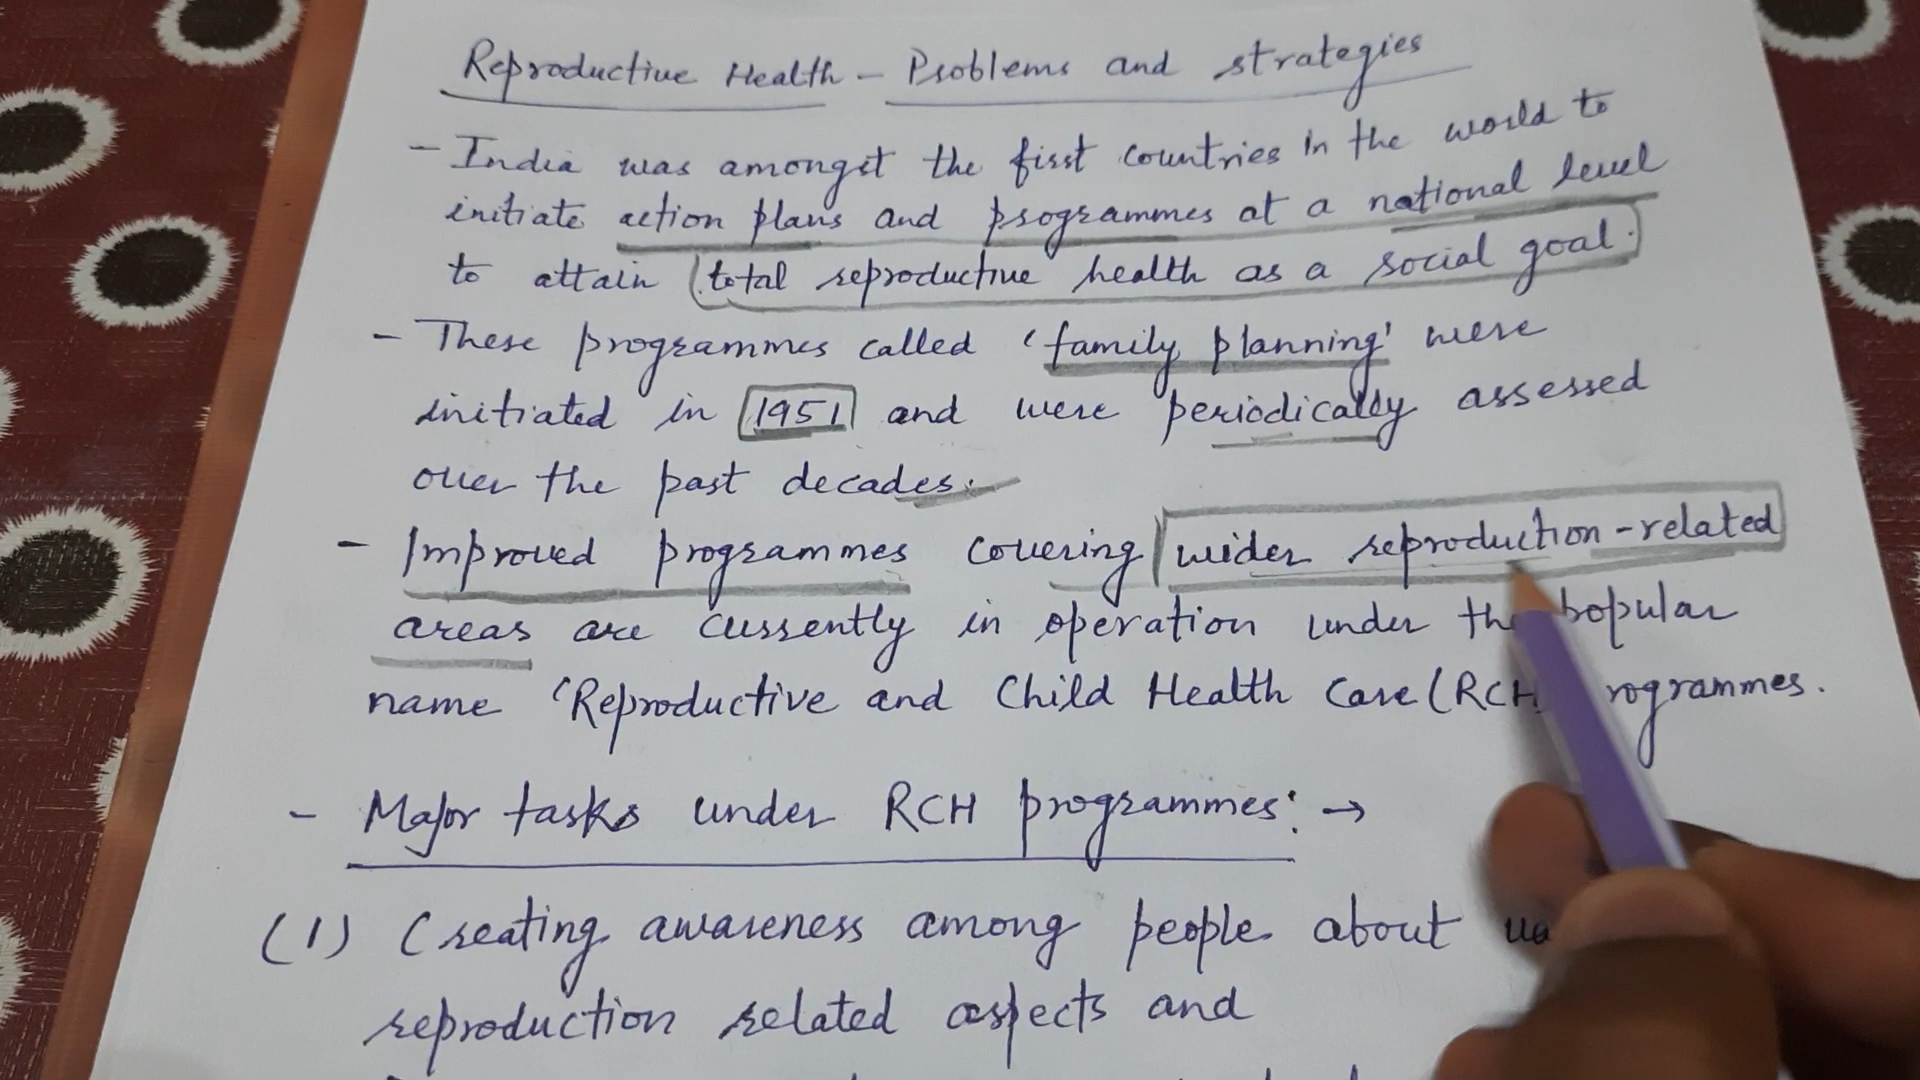 Reproductive Health - Problems and strategies
- India was amongst the first countries in the world to
initiate action plans and programmes at a national level
to attain total reproductive health as a social goal.
- These programmes called 'family planning' were
initiated in 1951 and were periodically assessed
over the past decades.
- Improved programmes covering wider reproduction-related
areas are currently in operation under the popular
name 'Reproductive and Child Health Care (RCH) programmes.
- Major tasks under RCH programmes: →
(1) Creating awareness among people about
reproduction related aspects and